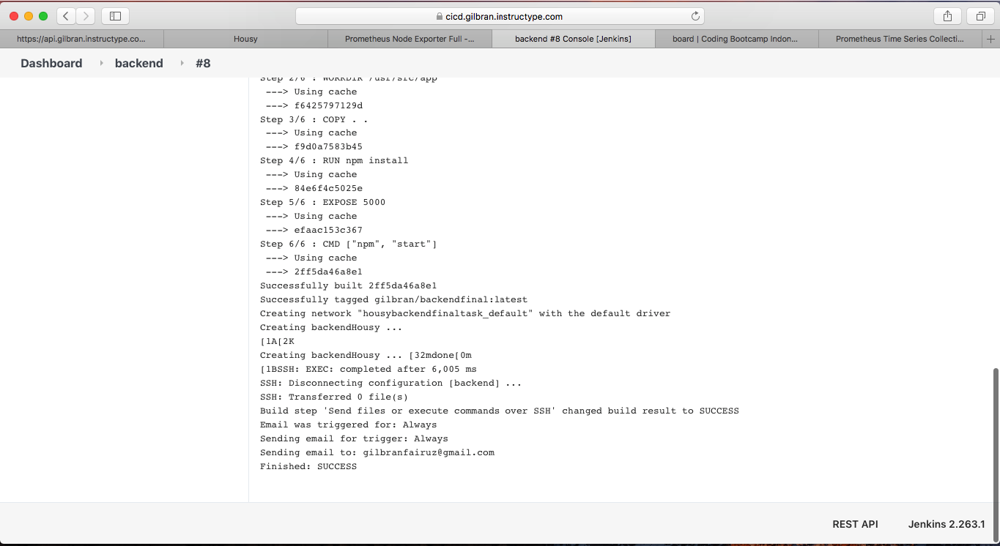 cicd.gilbran.instructype.com
https://api.gilbran.instructype.co...
Housy
Prometheus Node Exporter Full -...
backend #8 Console [Jenkins]
board | Coding Bootcamp Indon...
Prometheus Time Series Collecti...
Dashboard
backend
#8
Step 2/6 : WORKDIR /usr/src/app
---> Using cache
---> f6425797129d
Step 3/6 : COPY . .
---> Using cache
---> f9d0a7583b45
Step 4/6 : RUN npm install
---> Using cache
---> 84e6f4c5025e
Step 5/6 : EXPOSE 5000
---> Using cache
---> efaac153c367
Step 6/6 : CMD ["npm", "start"]
---> Using cache
---> 2ff5da46a8e1
Successfully built 2ff5da46a8e1
Successfully tagged gilbran/backendfinal:latest
Creating network "housybackendfinaltask_default" with the default driver
Creating backendHousy ...
[1A[2K
Creating backendHousy ... [32mdone[0m
[1BSSH: EXEC: completed after 6,005 ms
SSH: Disconnecting configuration [backend] ...
SSH: Transferred 0 file(s)
Build step 'Send files or execute commands over SSH' changed build result to SUCCESS
Email was triggered for: Always
Sending email for trigger: Always
Sending email to: gilbranfairuz@gmail.com
Finished: SUCCESS
REST API
Jenkins 2.263.1